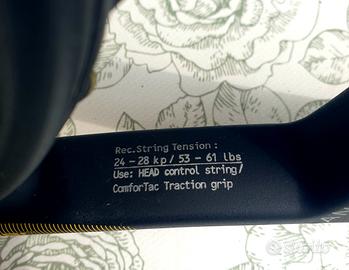 Rec.String Tension :
24 – 28 kp / 53 – 61 lbs
Use: HEAD control string/
ComforTac Traction grip